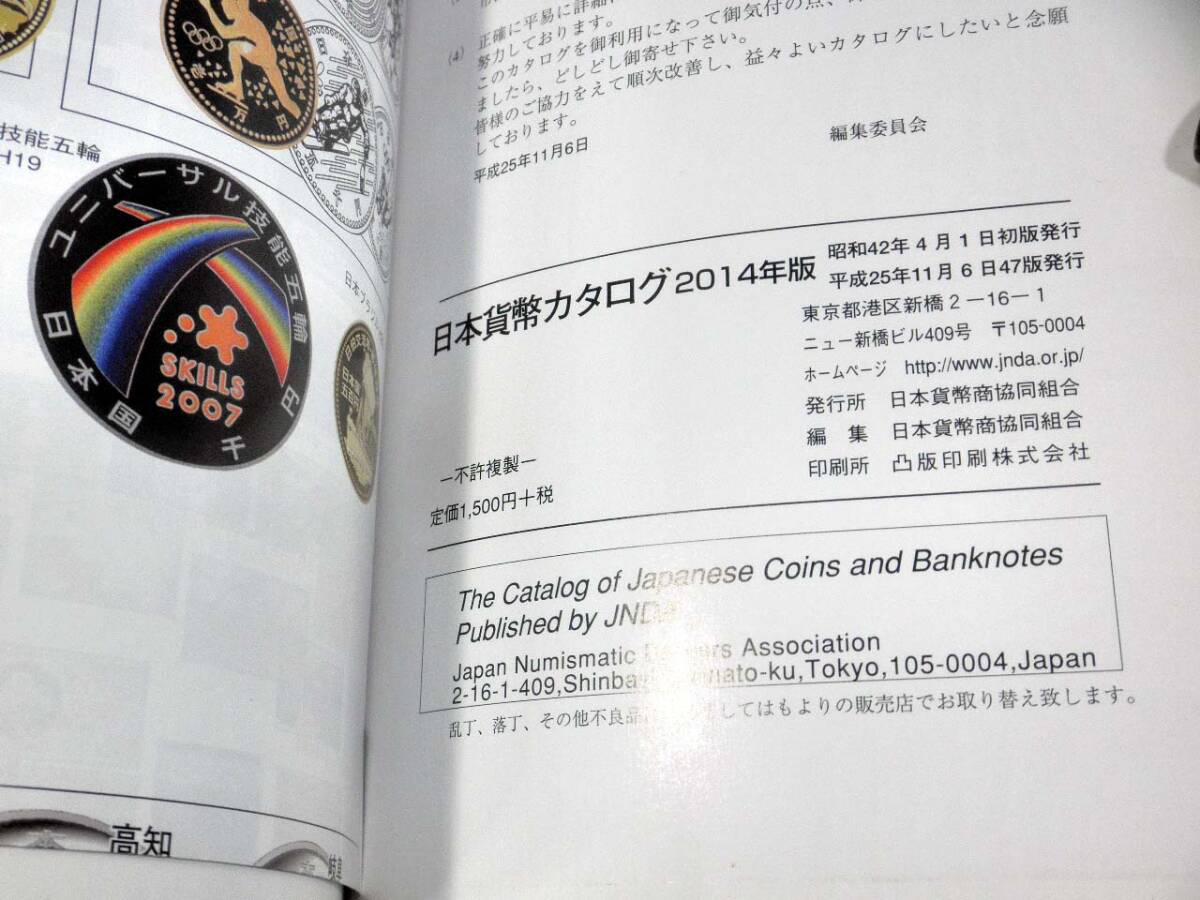 技能五輪
H19
壱万円
ユニバーサル技能五輪
SKILLS
2007
日本国
千円
高知
岐阜
正確に平易に詳細に
努力しております。
(4) このカタログを御利用になって御気付の点、
ましたら、どしどし御寄せ下さい。
皆様のご協力をえて順次改善し、益々よいカタログにしたいと念願
しております。
平成25年11月6日
編集委員会
日本貨幣カタログ2014年版
昭和42年4月1日初版発行
平成25年11月6日47版発行
東京都港区新橋2-16-1
ニュー新橋ビル409号 〒105-0004
ホームページ http://www.jnda.or.jp/
発行所 日本貨幣商協同組合
編集 日本貨幣商協同組合
印刷所 凸版印刷株式会社
—不許複製—
定価1,500円+税
The Catalog of Japanese Coins and Banknotes
Published by JNDA
Japan Numismatic Dealers Association
2-16-1-409,Shinbashi,Minato-ku,Tokyo,105-0004,Japan
乱丁、落丁、その他不良品 してはもよりの販売店でお取り替え致します。